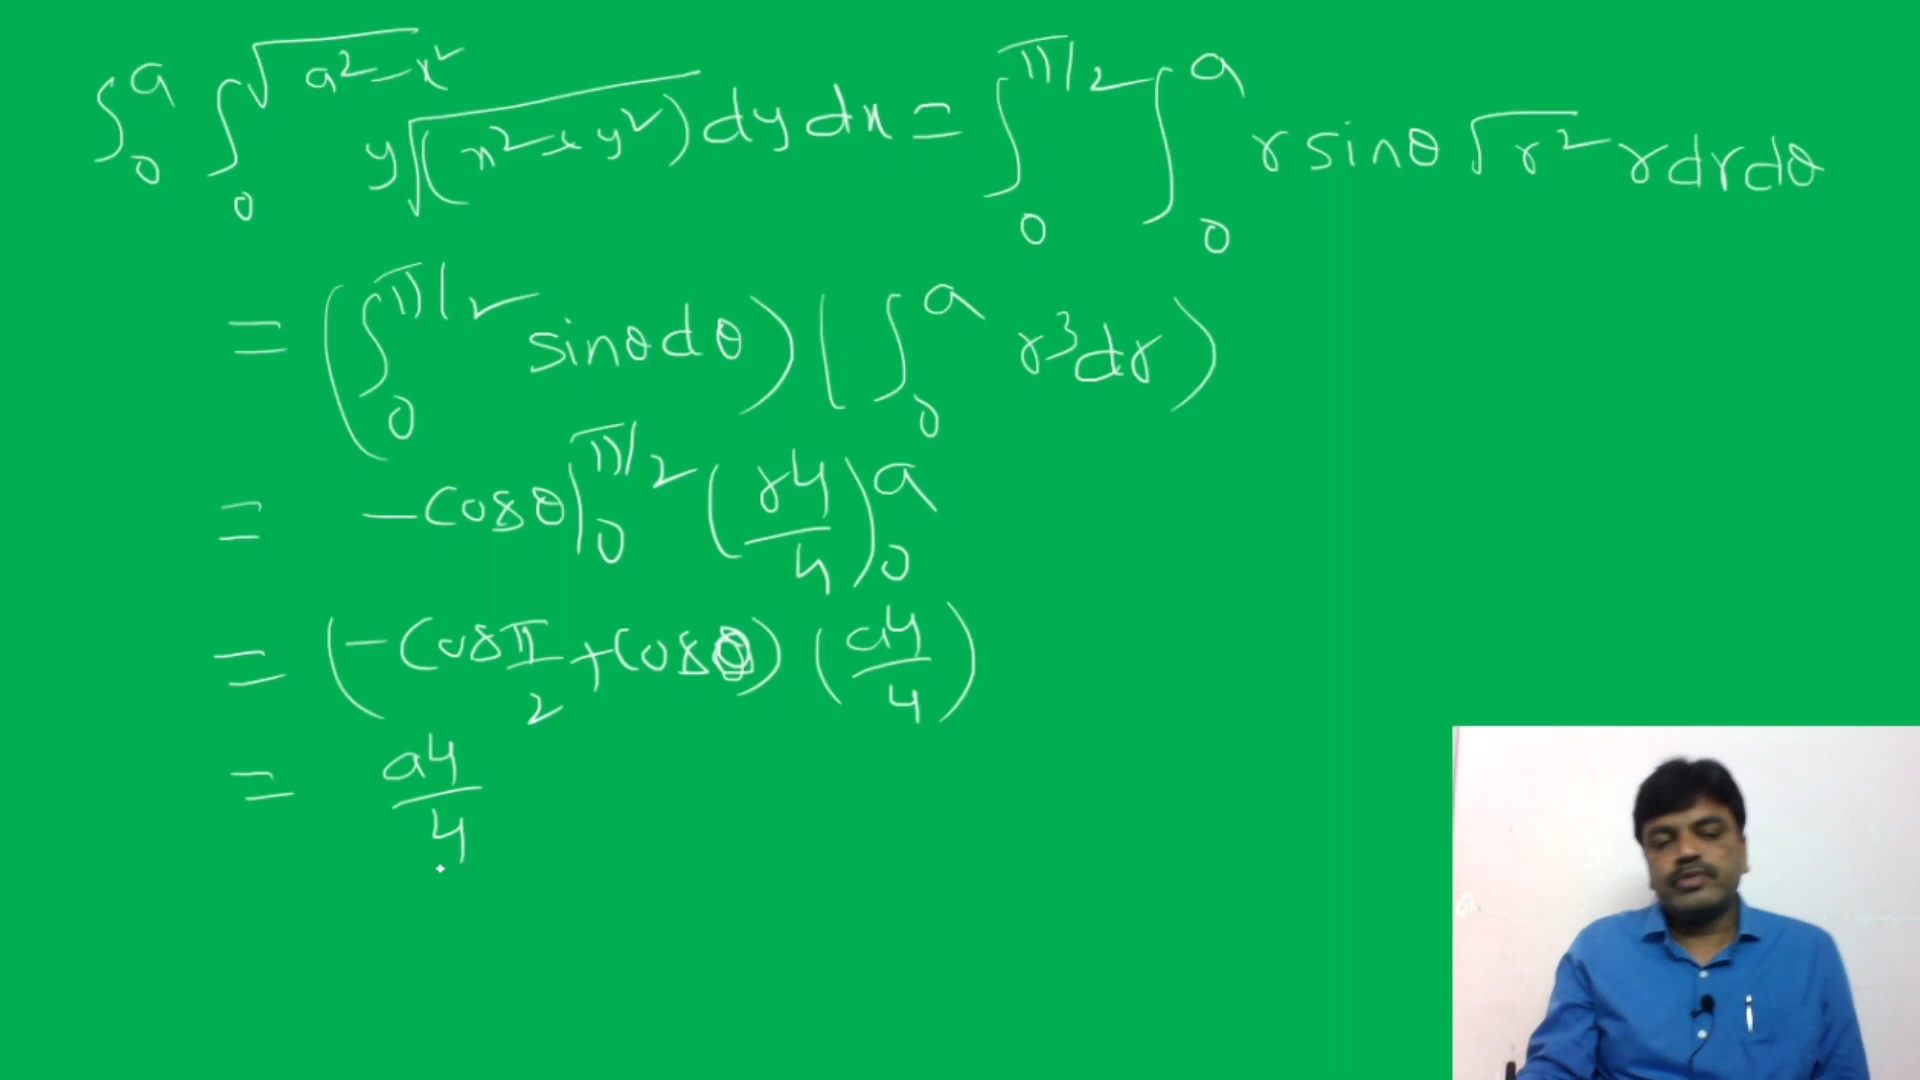 ∫₀^a ∫₀^√(a²-x²) y√(x²+y²) dy dx = ∫₀^π/2 ∫₀^a r sinθ √r² r dr dθ
= (∫₀^π/2 sinθ dθ) (∫₀^a r³ dr)
= -cosθ|₀^π/2 (r⁴/4)₀^a
= (-cos π/2 + cos 0) (a⁴/4)
= a⁴/4